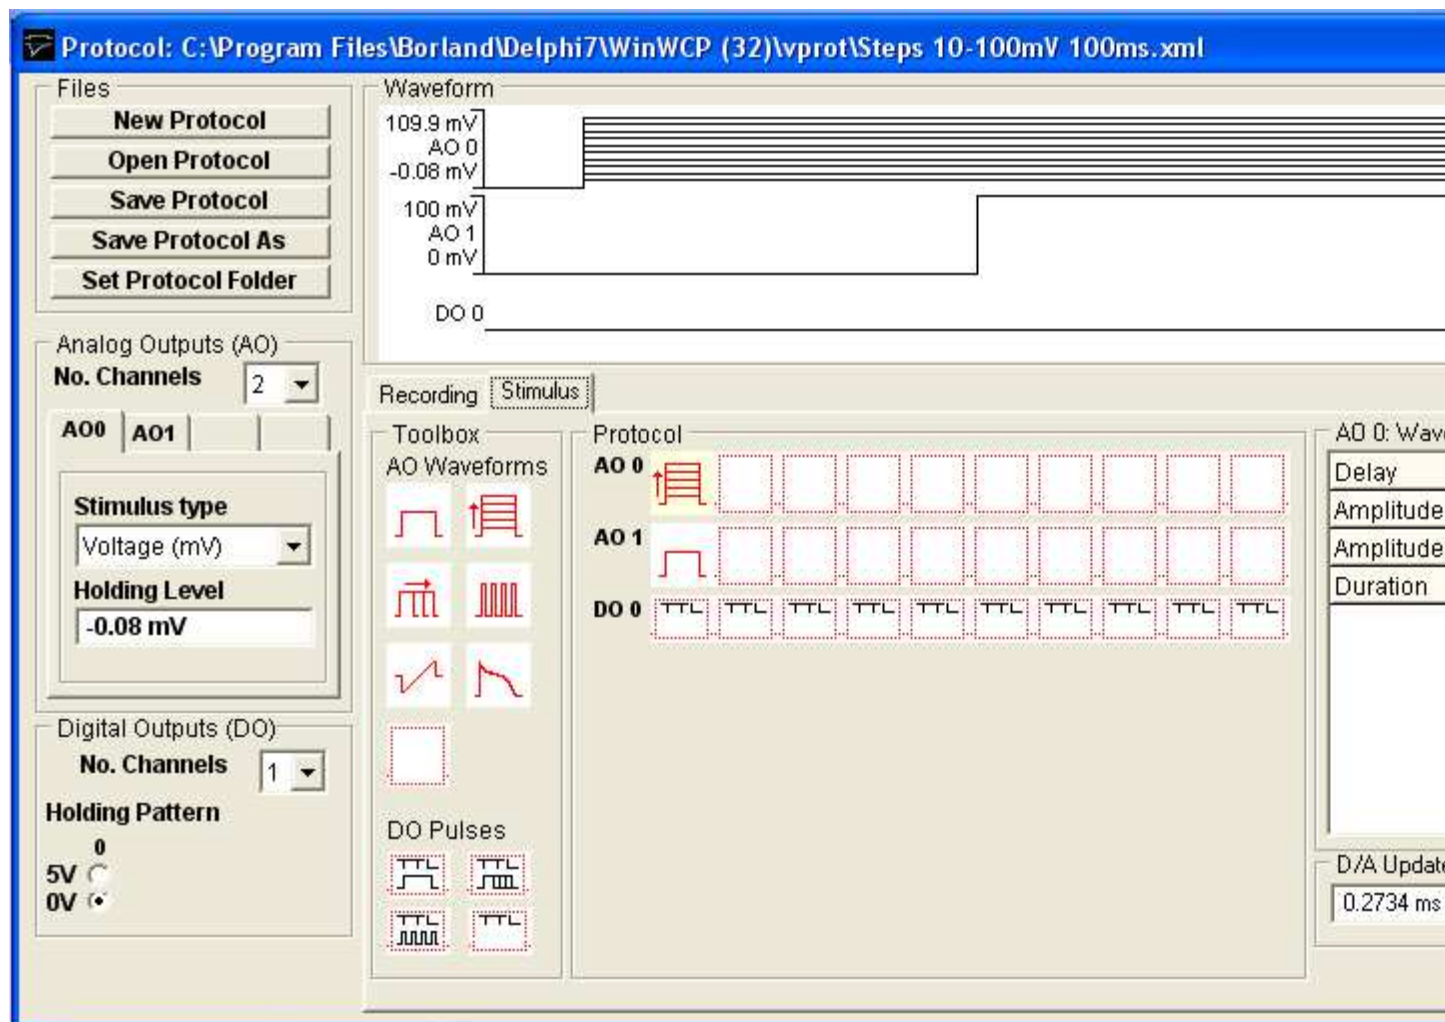 Protocol: C:\Program Files\Borland\Delphi7\WinWCP (32)\vprot\Steps 10-100mV 100ms.xml
Files
New Protocol
Open Protocol
Save Protocol
Save Protocol As
Set Protocol Folder
Waveform
109.9 mV
AO 0
-0.08 mV
100 mV
AO 1
0 mV
DO 0
Analog Outputs (AO)
No. Channels 2
AO0 AO1
Stimulus type
Voltage (mV)
Holding Level
-0.08 mV
Digital Outputs (DO)
No. Channels 1
Holding Pattern
0
5V
0V
Recording Stimulus
Toolbox
AO Waveforms
DO Pulses
TTL TTL
TTL TTL
Protocol
AO 0
AO 1
DO 0 TTL TTL TTL TTL TTL TTL TTL TTL TTL TTL
AO 0: Wav
Delay
Amplitude
Amplitude
Duration
D/A Update
0.2734 ms